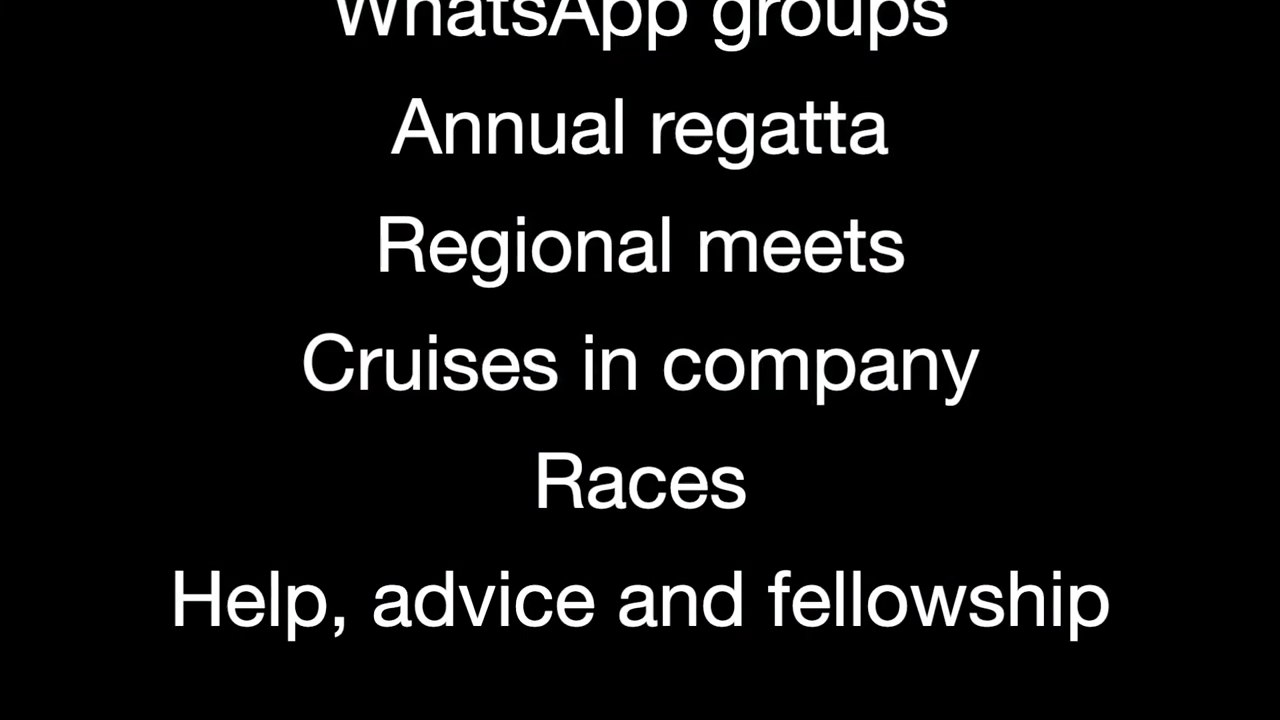 WhatsApp groups
Annual regatta
Regional meets
Cruises in company
Races
Help, advice and fellowship